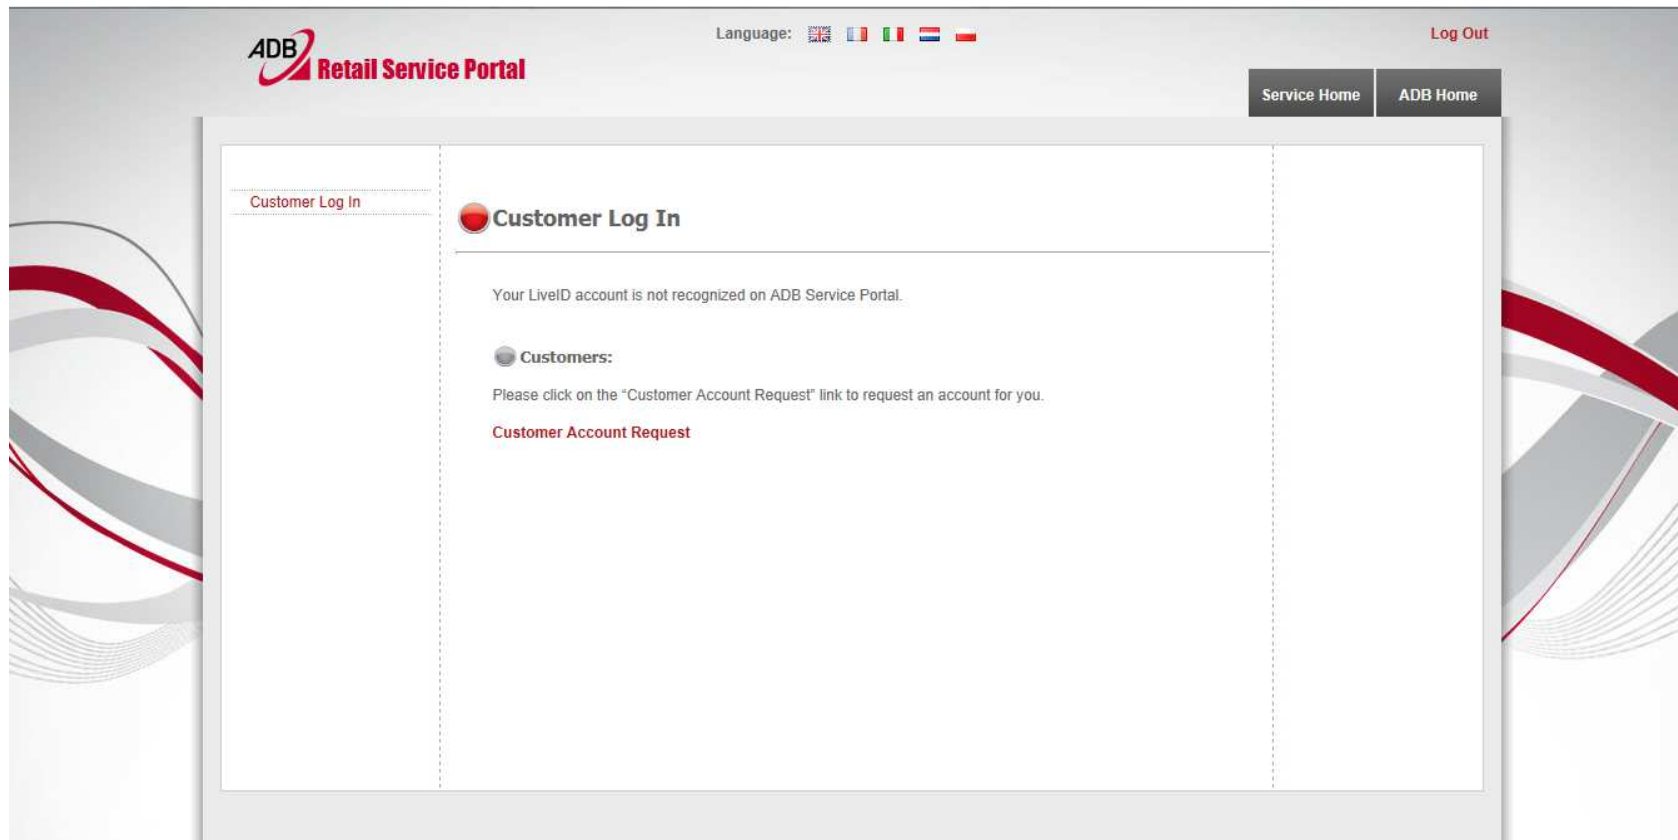 ADB
Retail Service Portal
Language:
Log Out
Service Home
ADB Home
Customer Log In
Customer Log In
Your LiveID account is not recognized on ADB Service Portal.
Customers:
Please click on the “Customer Account Request” link to request an account for you.
Customer Account Request